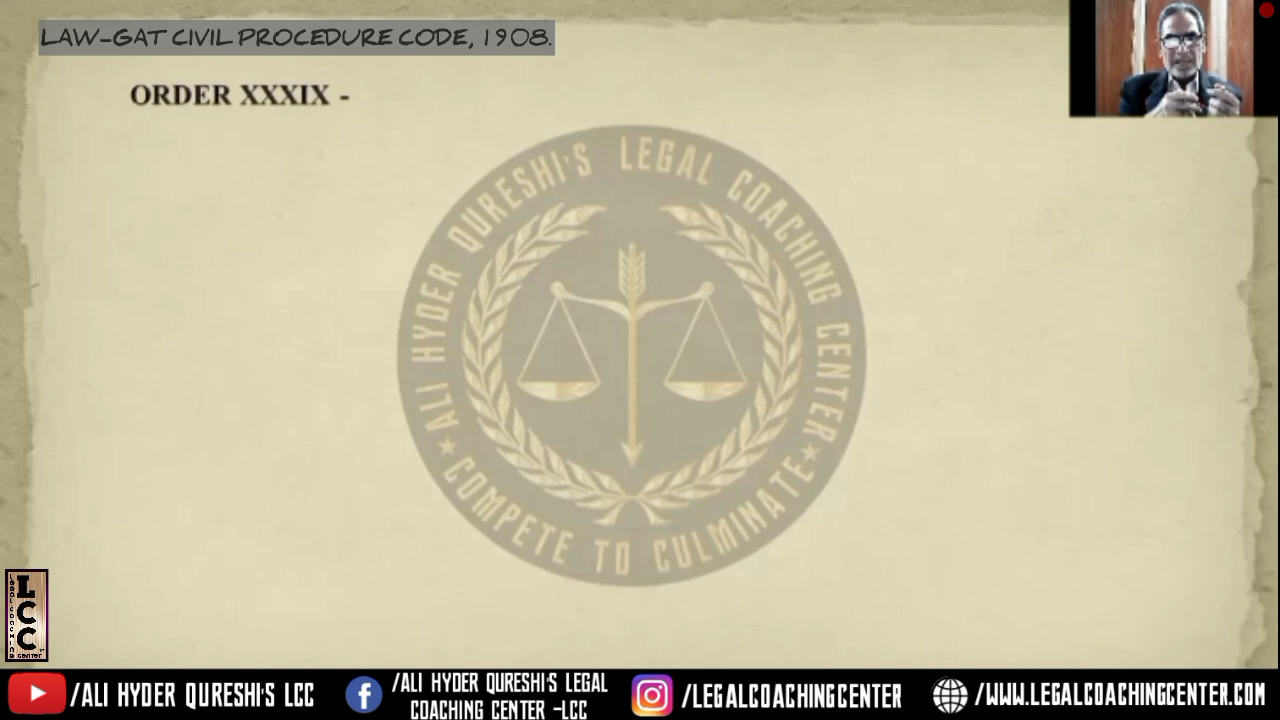 LAW-GAT CIVIL PROCEDURE CODE, 1908.
ORDER XXXIX -
ALI HYDER QURESHI'S LEGAL COACHING CENTER
COMPETE TO CULMINATE
LCC
/ALI HYDER QURESHI'S LCC
/ALI HYDER QURESHI'S LEGAL
COACHING CENTER -LCC
/LEGALCOACHINGCENTER
/WWW.LEGALCOACHINGCENTER.COM